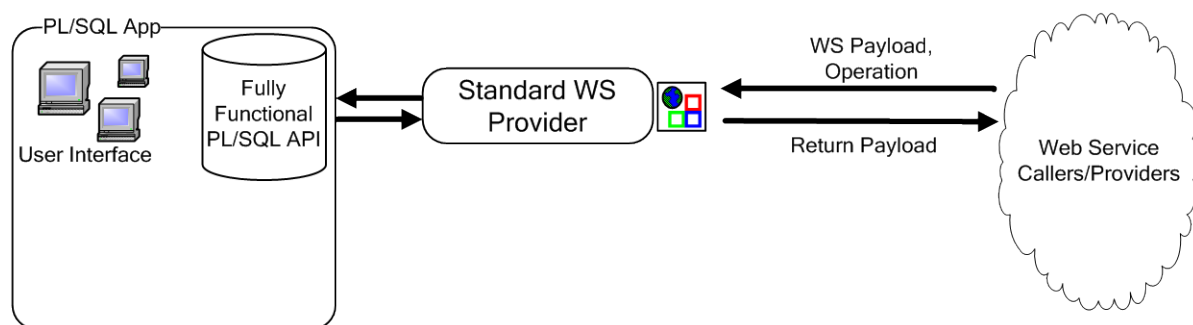 PL/SQL App
User Interface
Fully
Functional
PL/SQL API
Standard WS
Provider
WS Payload,
Operation
Return Payload
Web Service
Callers/Providers